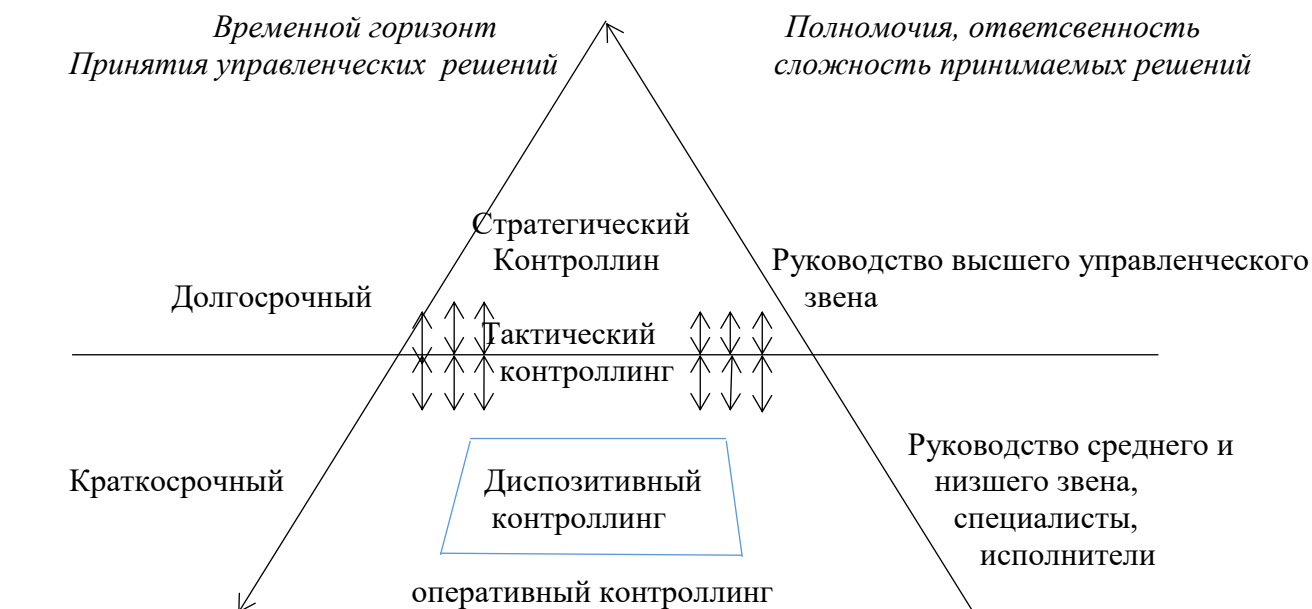 Временной горизонт
Принятия управленческих решений
Полномочия, ответсвенность
сложность принимаемых решений
Стратегический
Контроллин
Руководство высшего управленческого
звена
Долгосрочный
Тактический
контроллинг
Руководство среднего и
низшего звена,
специалисты,
исполнители
Краткосрочный
Диспозитивный
контроллинг
оперативный контроллинг